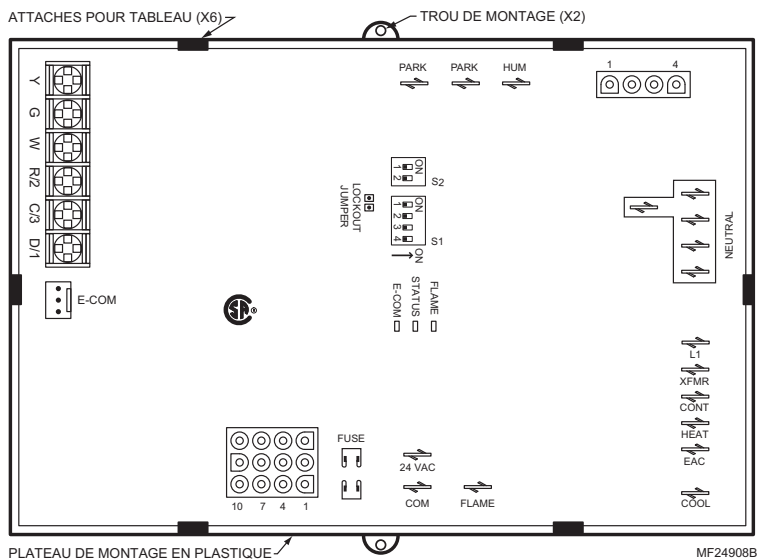 ATTACHES POUR TABLEAU (X6)
TROU DE MONTAGE (X2)
PARK PARK HUM
1 4
Y
G
W
R/2
C/3
D/1
ON
1
2
S2
LOCKOUT
JUMPER
ON
1
2
3
4
S1
ON
NEUTRAL
E-COM
E-COM
STATUS
FLAME
L1
XFMR
CONT
HEAT
EAC
COOL
FUSE
24 VAC
COM
FLAME
10 7 4 1
PLATEAU DE MONTAGE EN PLASTIQUE
MF24908B